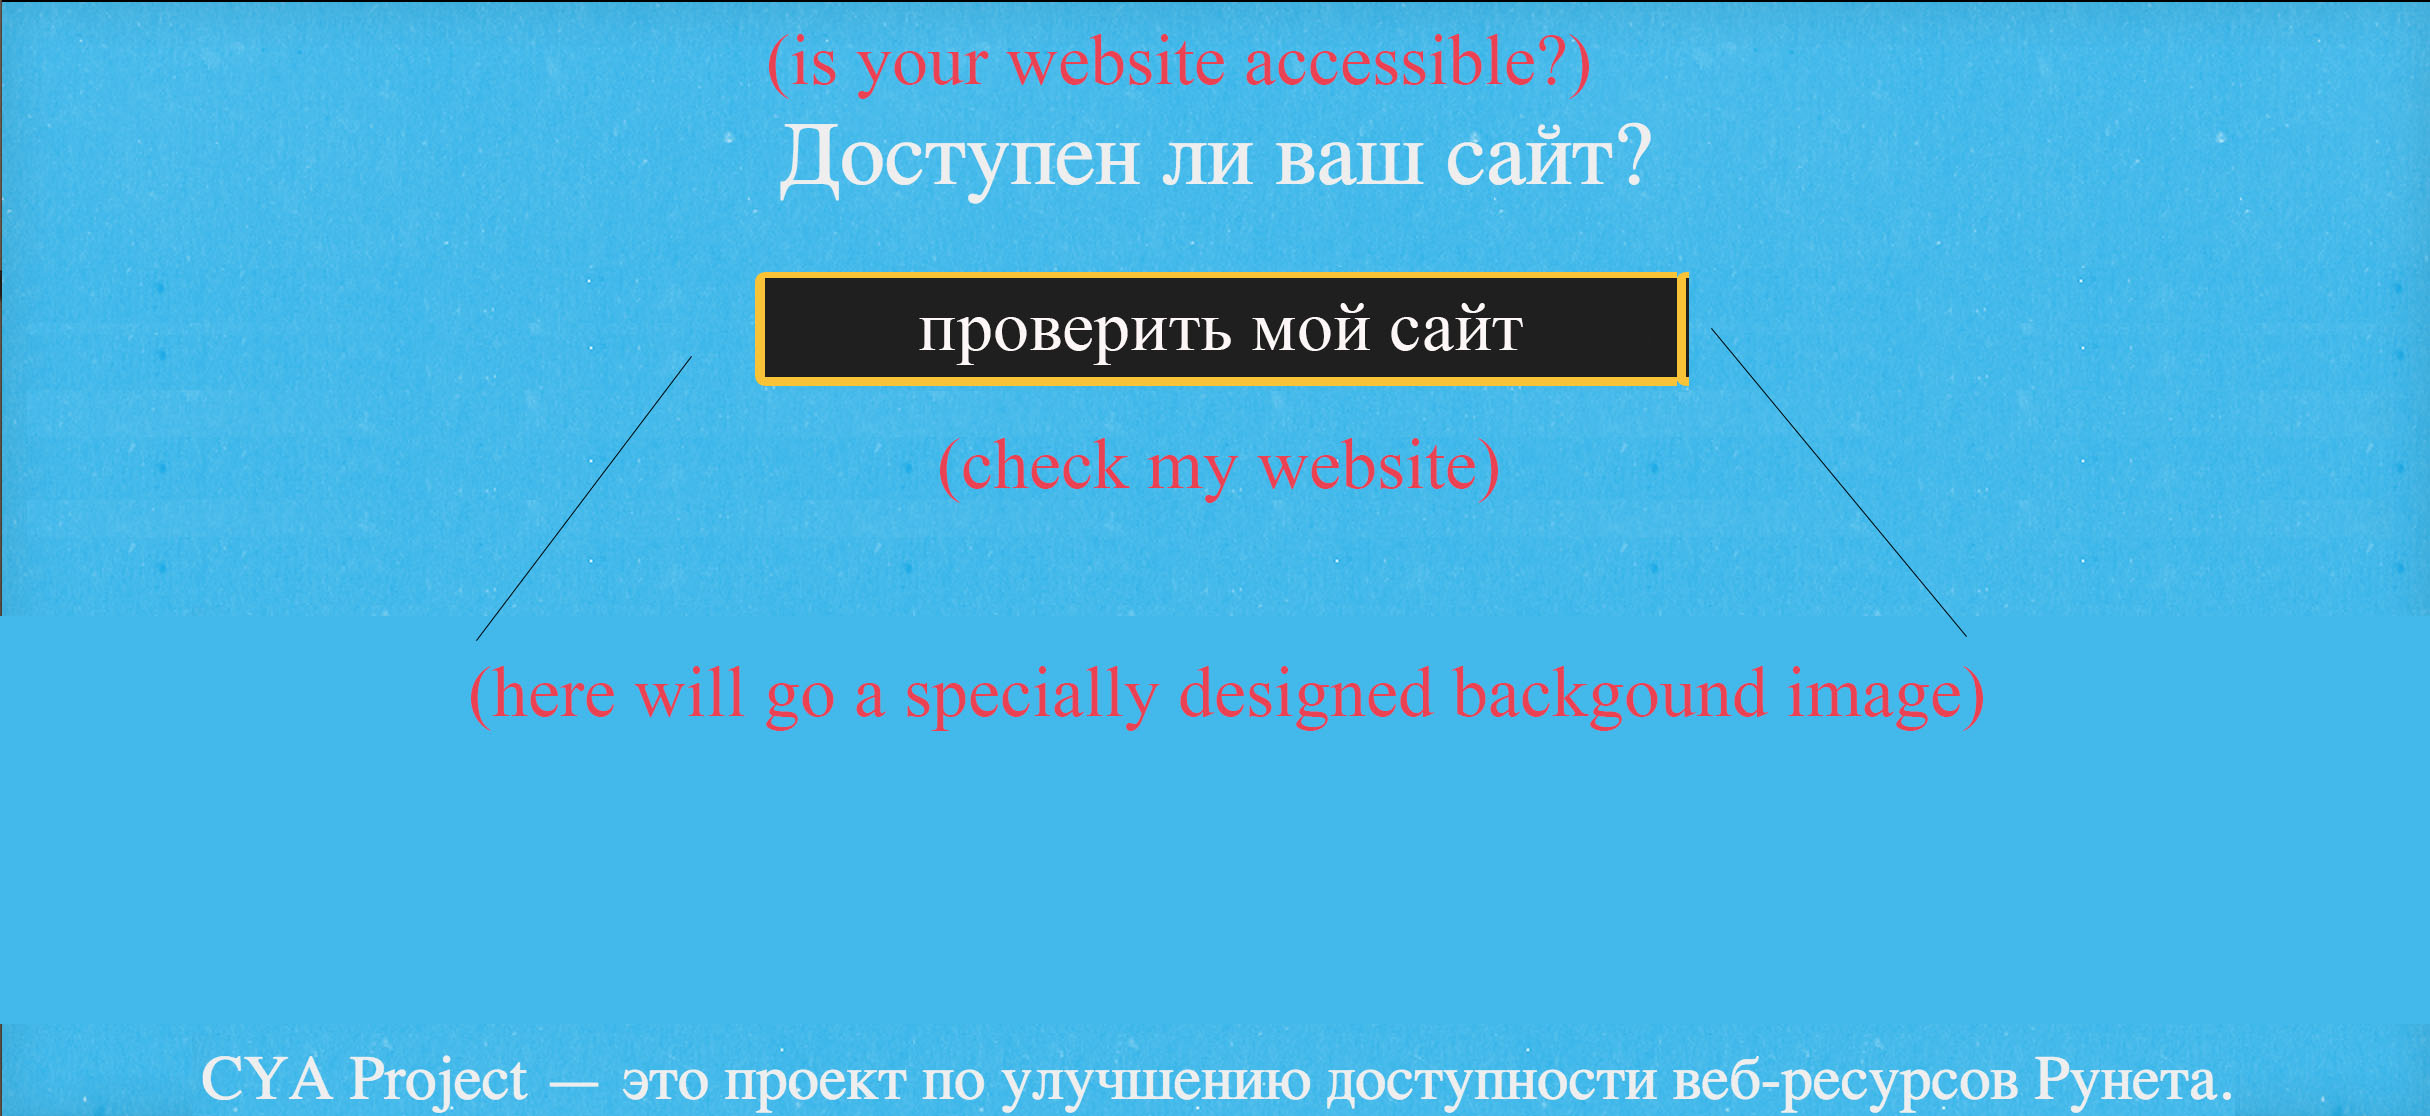 (is your website accessible?)
Доступен ли ваш сайт?
проверить мой сайт
(check my website)
(here will go a specially designed backgound image)
CYA Project — это проект по улучшению доступности веб-ресурсов Рунета.